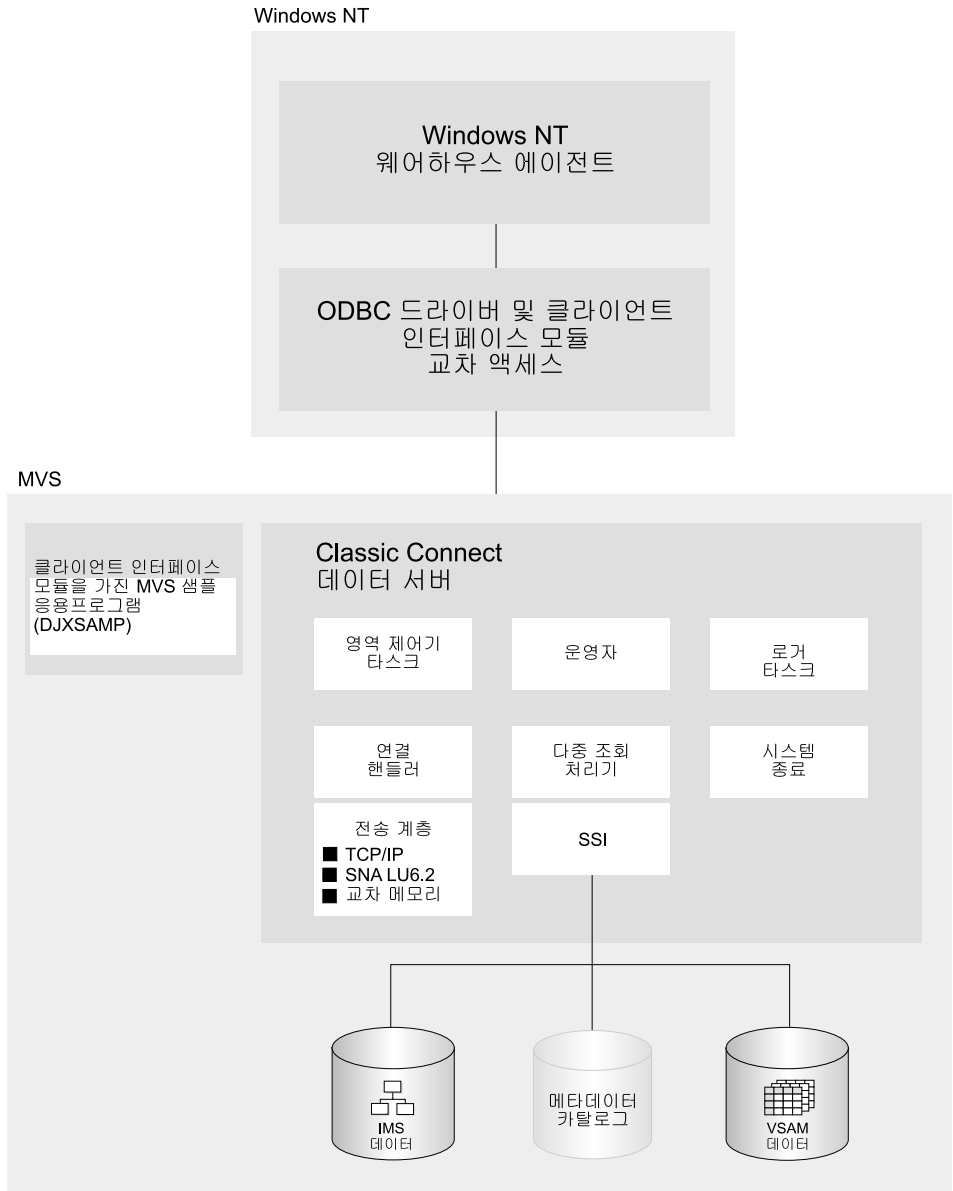 Windows NT
Windows NT
웨어하우스 에이전트
ODBC 드라이버 및 클라이언트
인터페이스 모듈
교차 액세스
MVS
클라이언트 인터페이스
모듈을 가진 MVS 샘플
응용프로그램
(DJXSAMP)
Classic Connect
데이터 서버
영역 제어기
타스크
운영자
로거
타스크
연결
핸들러
다중 조회
처리기
시스템
종료
전송 계층
■ TCP/IP
■ SNA LU6.2
■ 교차 메모리
SSI
IMS
데이터
메타데이터
카탈로그
VSAM
데이터